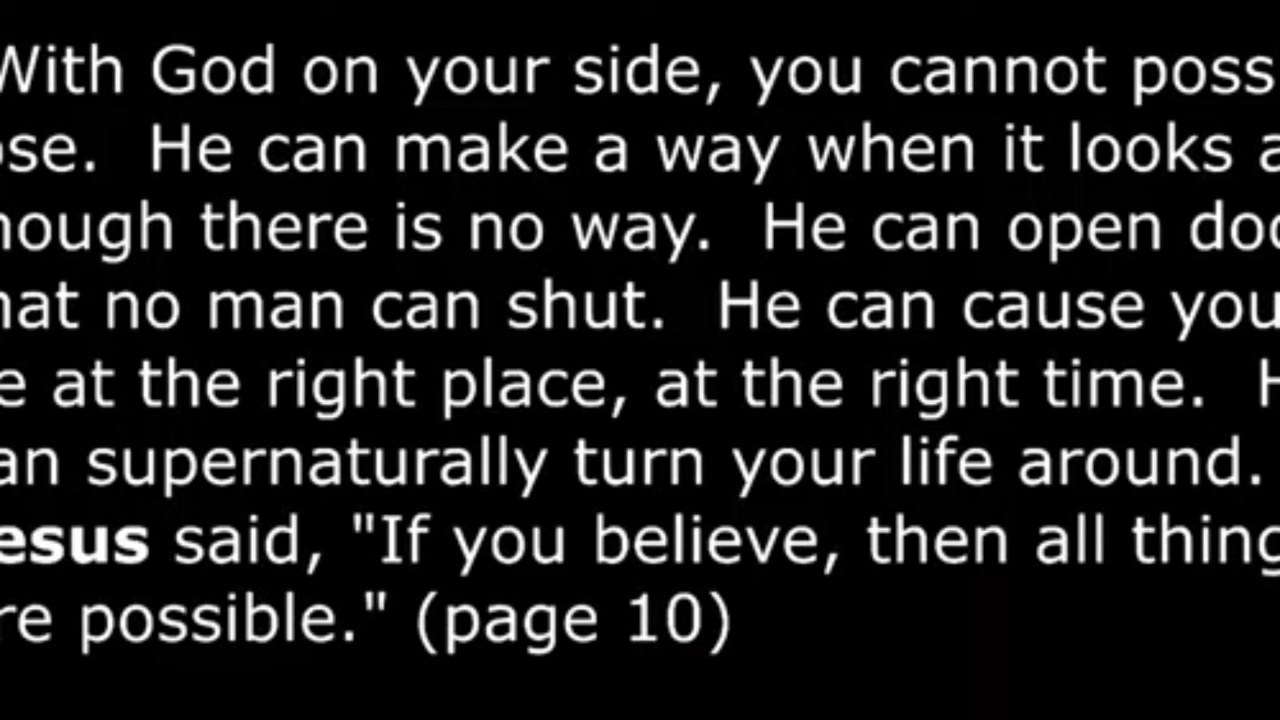 With God on your side, you cannot poss
ose. He can make a way when it looks a
hough there is no way. He can open doo
hat no man can shut. He can cause you
e at the right place, at the right time. H
an supernaturally turn your life around.
esus said, "If you believe, then all thing
re possible." (page 10)